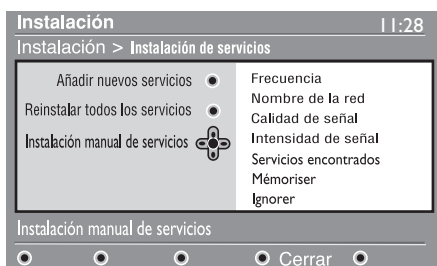 Instalación 11:28
Instalación > Instalación de servicios
Añadir nuevos servicios
Reinstalar todos los servicios
Instalación manual de servicios
Frecuencia
Nombre de la red
Calidad de señal
Intensidad de señal
Servicios encontrados
Mémoriser
Ignorer
Instalación manual de servicios
Cerrar